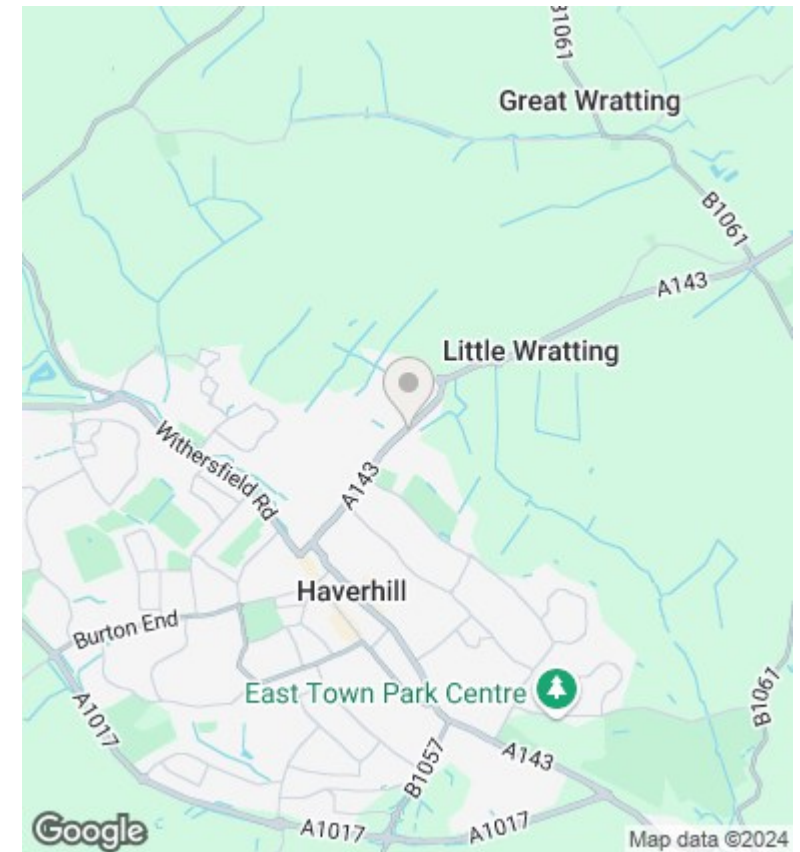 B1061
Great Wratting
B1061
A143
Little Wratting
Withersfield Rd
A143
Haverhill
Burton End
East Town Park Centre
A1017
B1061
A143
B1057
A1017
A1017
Google
Map data ©2024